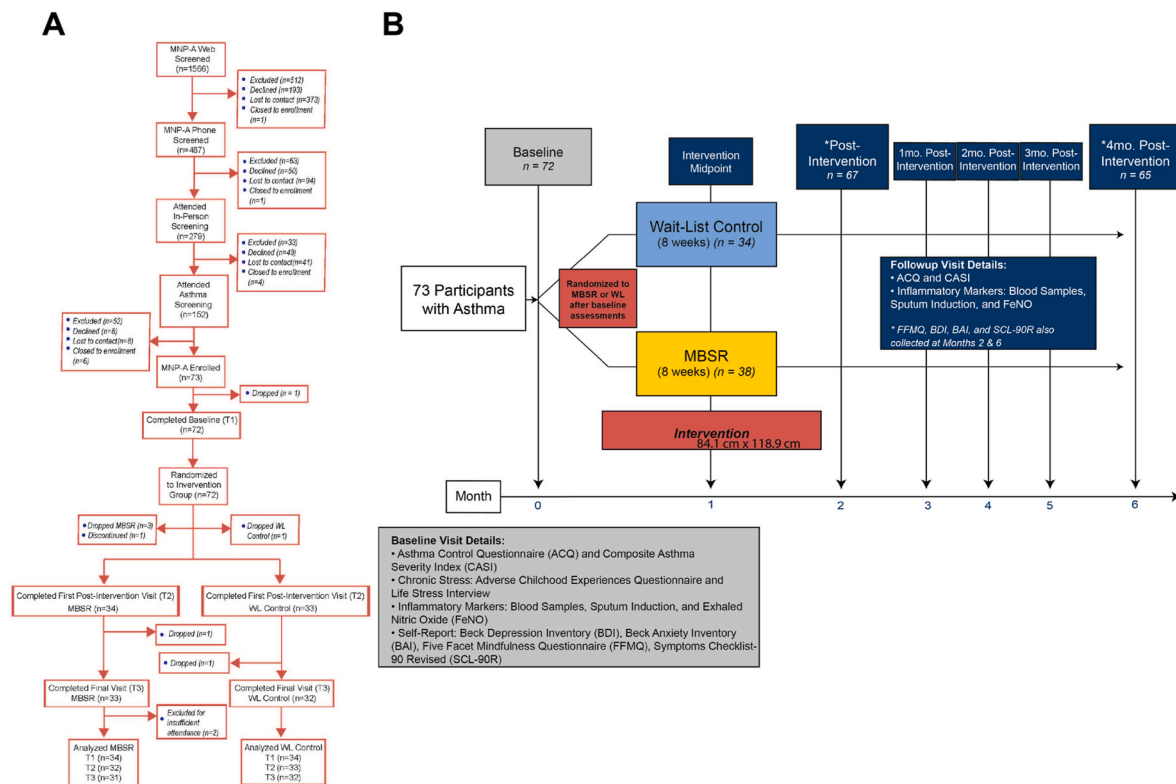 A
MNP-A Web
Screened
(n=1566)
• Excluded (n=512)
• Declined (n=193)
• Lost to contact (n=373)
• Closed to enrollment
(n=1)
MNP-A Phone
Screened
(n=487)
• Excluded (n=63)
• Declined (n=50)
• Lost to contact (n=94)
• Closed to enrollment
(n=1)
Attended
In-Person
Screening
(n=279)
• Excluded (n=33)
• Declined (n=49)
• Lost to contact(n=41)
• Closed to enrollment
(n=4)
Attended
Asthma
Screening
(n=152)
• Excluded (n=52)
• Declined (n=8)
• Lost to contact(n=8)
• Closed to enrollment
(n=6)
MNP-A Enrolled
(n=73)
• Dropped (n = 1)
Completed Baseline (T1)
(n=72)
Randomized
to Invervention
Group (n=72)
• Dropped MBSR (n=3)
• Discontinued (n=1)
• Dropped WL
Control (n=1)
Completed First Post-Intervention Visit (T2)
MBSR (n=34)
Completed First Post-Intervention Visit (T2)
WL Control (n=33)
• Dropped (n=1)
• Dropped (n=1)
Completed Final Visit (T3)
MBSR (n=33)
Completed Final Visit (T3)
WL Control (n=32)
• Excluded for
insufficient
attendance (n=2)
Analyzed MBSR
T1 (n=34)
T2 (n=32)
T3 (n=31)
Analyzed WL Control
T1 (n=34)
T2 (n=33)
T3 (n=32)
B
Baseline
n = 72
Intervention
Midpoint
*Post-
Intervention
n = 67
1mo. Post-
Intervention
2mo. Post-
Intervention
3mo. Post-
Intervention
*4mo. Post-
Intervention
n = 65
Wait-List Control
(8 weeks) (n = 34)
73 Participants
with Asthma
Randomized to
MBSR or WL
after baseline
assessments
MBSR
(8 weeks) (n = 38)
Followup Visit Details:
• ACQ and CASI
• Inflammatory Markers: Blood Samples,
Sputum Induction, and FeNO
* FFMQ, BDI, BAI, and SCL-90R also
collected at Months 2 & 6
Intervention
84.1 cm x 118.9 cm
Month
0 1 2 3 4 5 6
Baseline Visit Details:
• Asthma Control Questionnaire (ACQ) and Composite Asthma
Severity Index (CASI)
• Chronic Stress: Adverse Chilchood Experiences Questionnaire and
Life Stress Interview
• Inflammatory Markers: Blood Samples, Sputum Induction, and Exhaled
Nitric Oxide (FeNO)
• Self-Report: Beck Depression Inventory (BDI), Beck Anxiety Inventory
(BAI), Five Facet Mindfulness Questionnaire (FFMQ), Symptoms Checklist-
90 Revised (SCL-90R)